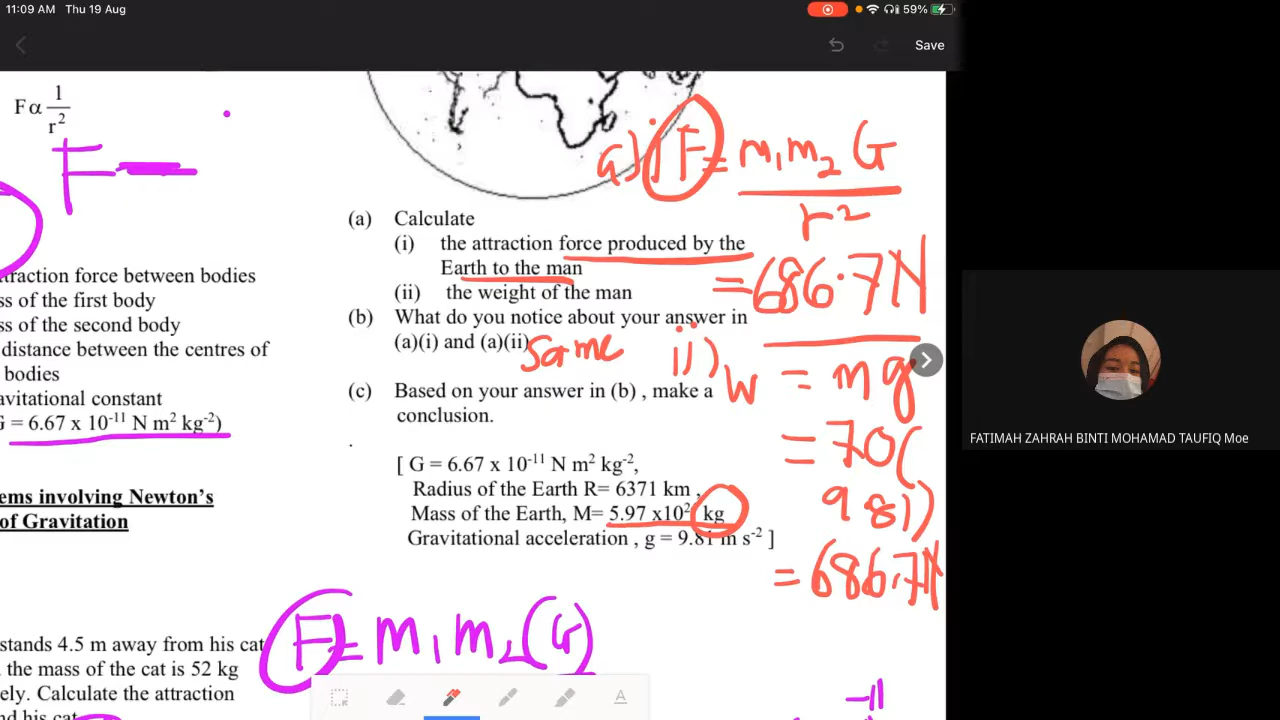 11:09 AM Thu 19 Aug
59%
Save
F α 1
r²
F =
traction force between bodies
ss of the first body
ss of the second body
distance between the centres of
bodies
avitational constant
G = 6.67 x 10⁻¹¹ N m² kg⁻²)
ems involving Newton's
of Gravitation
stands 4.5 m away from his cat
the mass of the cat is 52 kg
ely. Calculate the attraction
nd his cat
(a) Calculate
(i) the attraction force produced by the
Earth to the man
(ii) the weight of the man
(b) What do you notice about your answer in
(a)(i) and (a)(ii)
same
(c) Based on your answer in (b) , make a
conclusion.
[ G = 6.67 x 10⁻¹¹ N m² kg⁻²,
Radius of the Earth R= 6371 km ,
Mass of the Earth, M= 5.97 x10² kg
Gravitational acceleration , g = 9.81 m s⁻² ]
F = m₁ m₂ (G)
a) i F = m₁ m₂ G
r²
= 686.7 N
ii) W = mg
= 70(
9.81)
= 686.7N
-11
FATIMAH ZAHRAH BINTI MOHAMAD TAUFIQ Moe
A